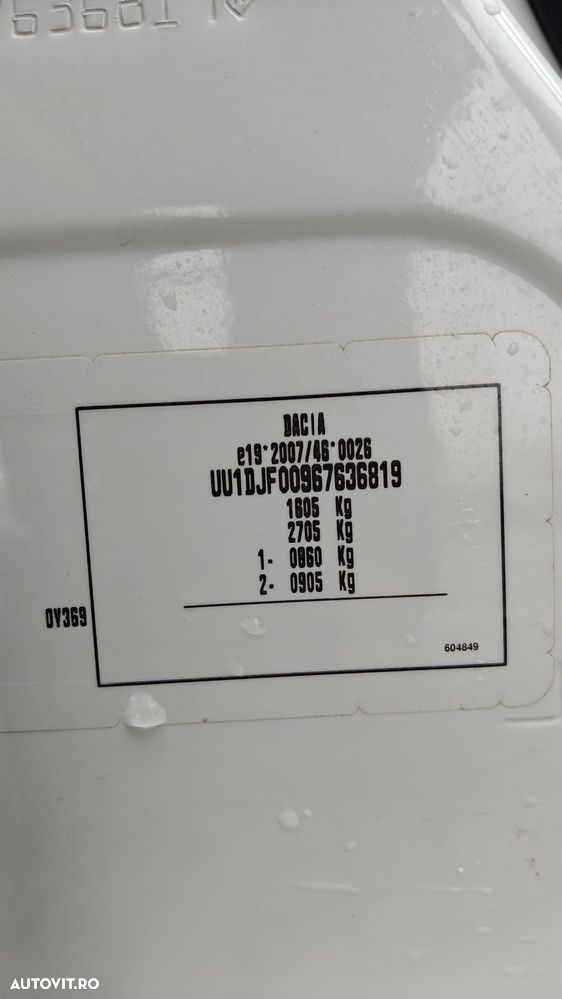 DACIA
e19*2007/46*0026
UU1DJF00967636819
1605 Kg
2705 Kg
1- 0860 Kg
2- 0905 Kg
0V369
604849
AUTOVIT.RO